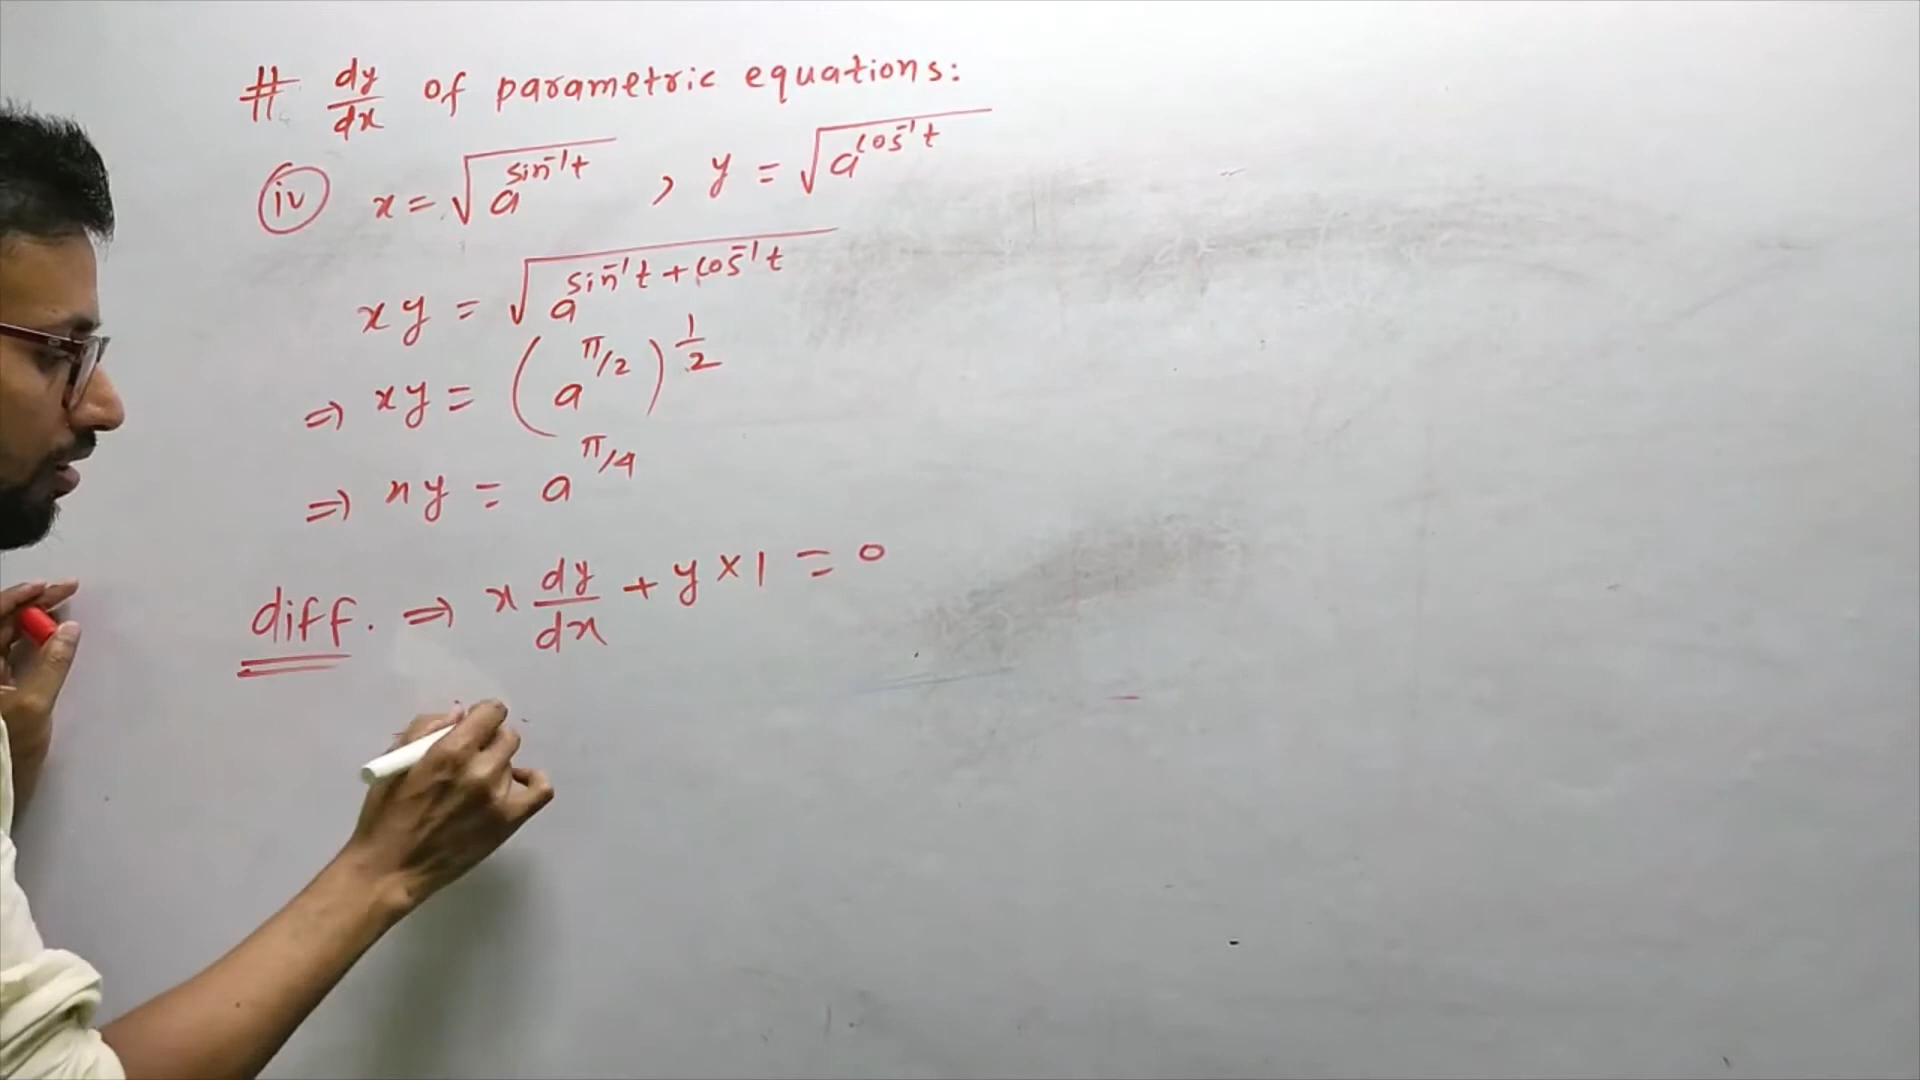 # dy/dx of parametric equations:
(iv) x = √(a^(sin⁻¹t)) , y = √(a^(cos⁻¹t))
xy = √(a^(sin⁻¹t + cos⁻¹t))
⇒ xy = (a^(π/2))^(1/2)
⇒ xy = a^(π/4)
diff. ⇒ x dy/dx + y × 1 = 0